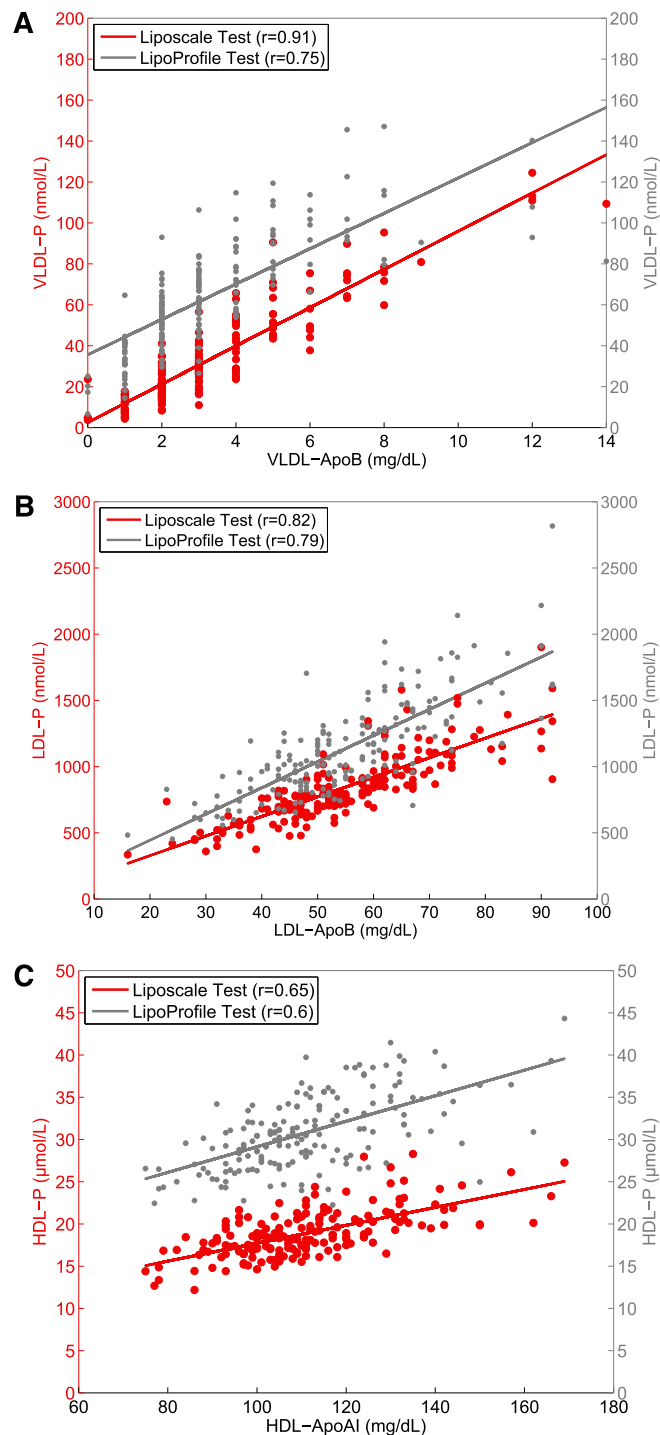 A
Liposcale Test (r=0.91)
LipoProfile Test (r=0.75)
200
180
160
140
120
100
80
60
40
20
0
VLDL−P (nmol/L)
200
180
160
140
120
100
80
60
40
20
0
VLDL−P (nmol/L)
0 2 4 6 8 10 12 14
VLDL−ApoB (mg/dL)
B
Liposcale Test (r=0.82)
LipoProfile Test (r=0.79)
3000
2500
2000
1500
1000
500
0
LDL−P (nmol/L)
3000
2500
2000
1500
1000
500
0
LDL−P (nmol/L)
10 20 30 40 50 60 70 80 90 100
LDL−ApoB (mg/dL)
C
Liposcale Test (r=0.65)
LipoProfile Test (r=0.6)
50
45
40
35
30
25
20
15
10
5
0
HDL−P (µmol/L)
50
45
40
35
30
25
20
15
10
5
0
HDL−P (µmol/L)
60 80 100 120 140 160 180
HDL−ApoAI (mg/dL)